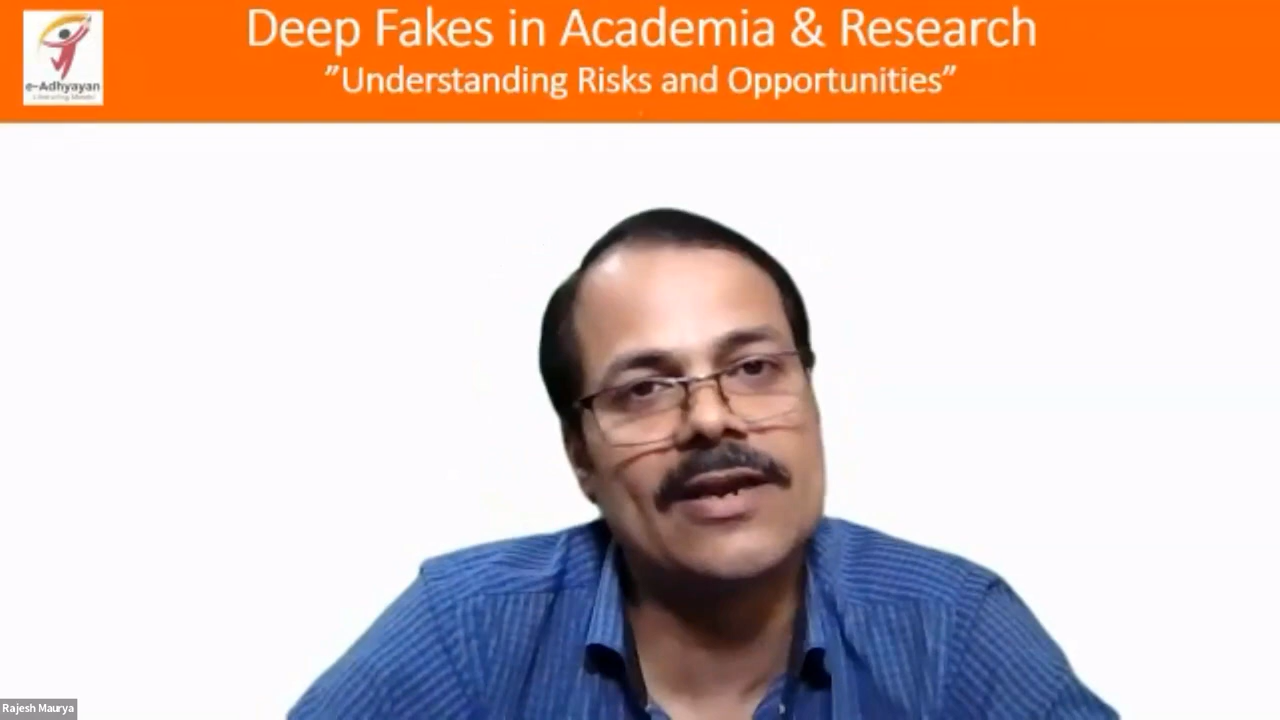 Deep Fakes in Academia & Research
”Understanding Risks and Opportunities”
e-Adhyayan
Rajesh Maurya